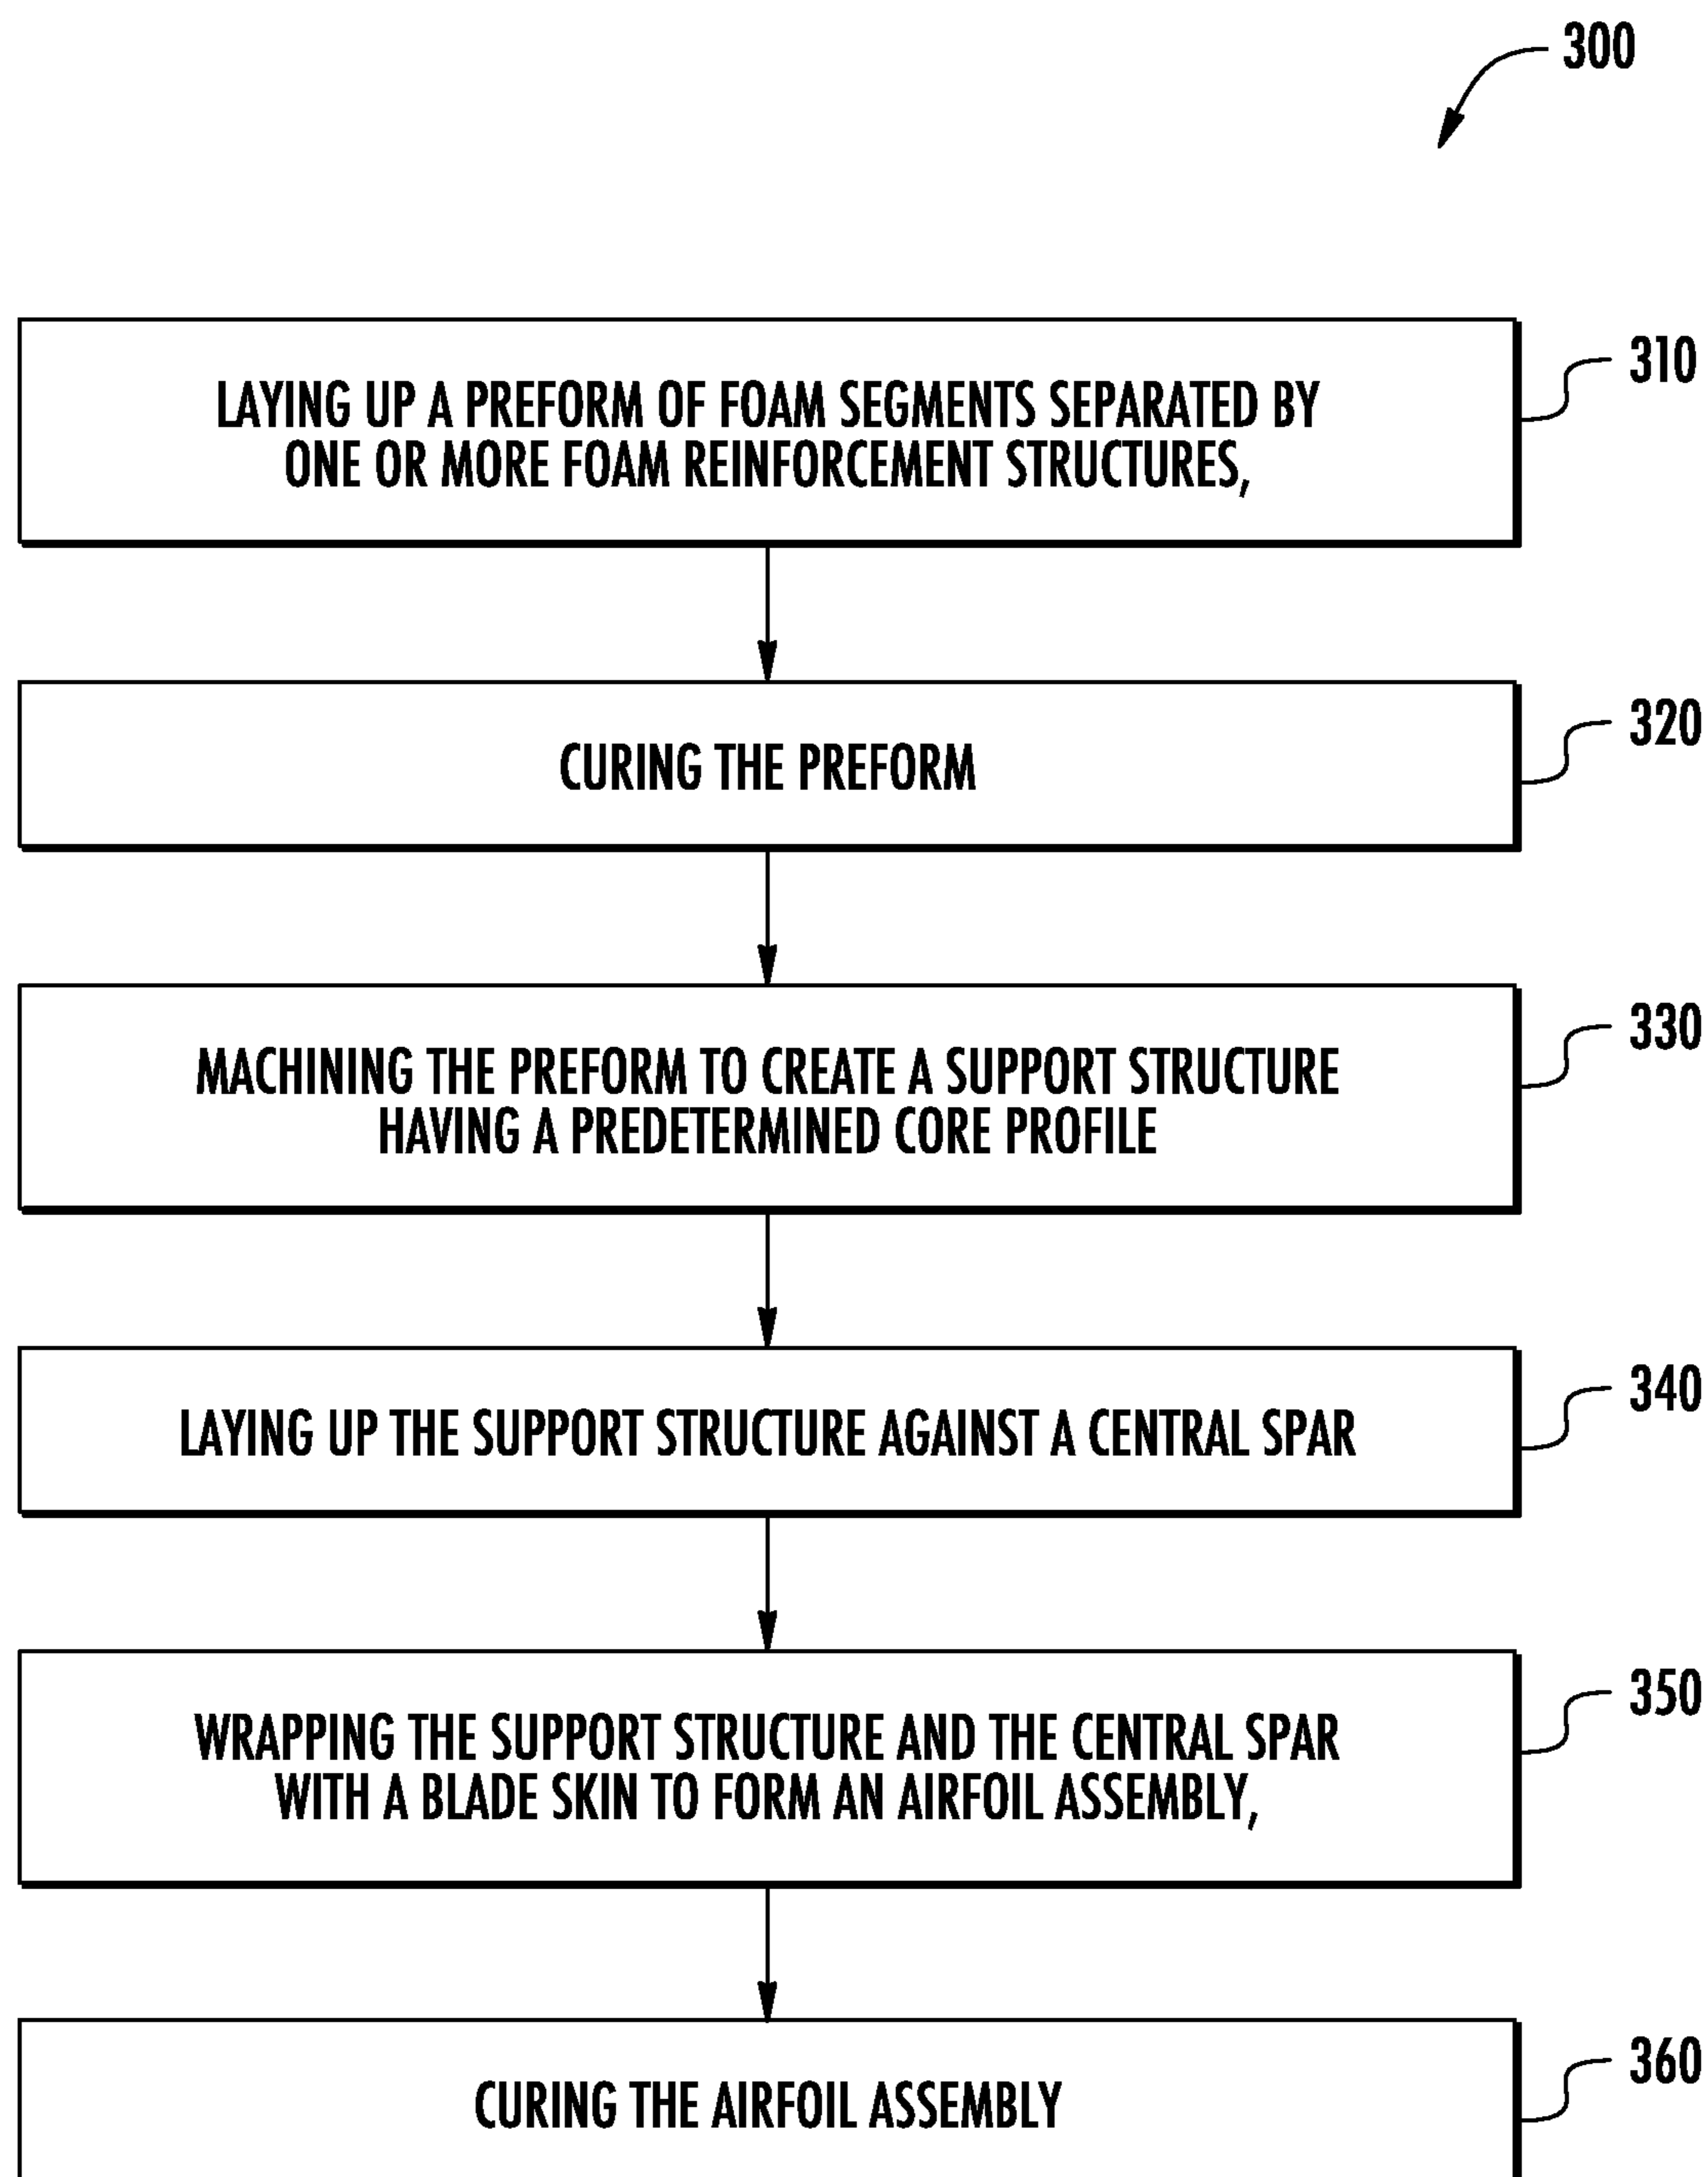 300
LAYING UP A PREFORM OF FOAM SEGMENTS SEPARATED BY
ONE OR MORE FOAM REINFORCEMENT STRUCTURES,
310
CURING THE PREFORM
320
MACHINING THE PREFORM TO CREATE A SUPPORT STRUCTURE
HAVING A PREDETERMINED CORE PROFILE
330
LAYING UP THE SUPPORT STRUCTURE AGAINST A CENTRAL SPAR
340
WRAPPING THE SUPPORT STRUCTURE AND THE CENTRAL SPAR
WITH A BLADE SKIN TO FORM AN AIRFOIL ASSEMBLY,
350
CURING THE AIRFOIL ASSEMBLY
360